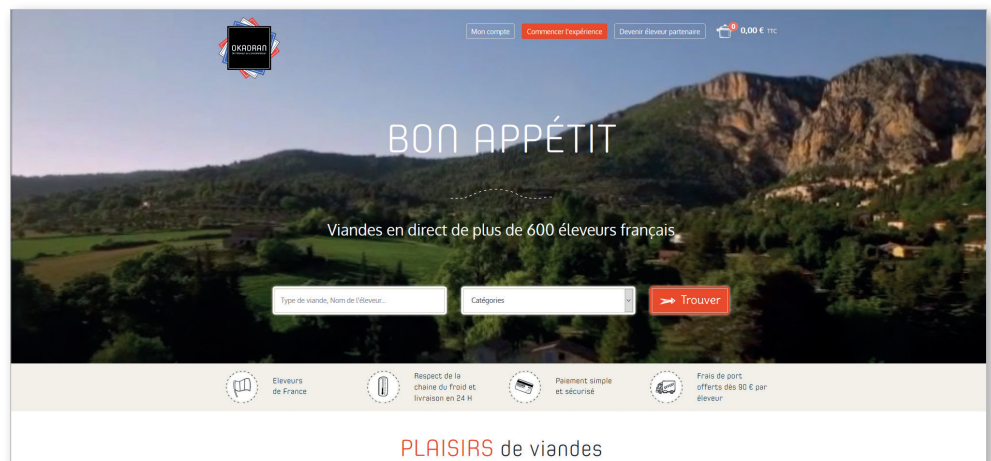 Mon compte
Commencer l'expérience
Devenir éleveur partenaire
0
0,00 € TTC
OKADRAN
BON APPÉTIT
Viandes en direct de plus de 600 éleveurs français
Type de viande, Nom de l'éleveur...
Catégories
Trouver
Eleveurs
de France
Respect de la
chaine du froid et
livraison en 24 H
Paiement simple
et sécurisé
Frais de port
offerts dès 90 € par
éleveur
PLAISIRS de viandes